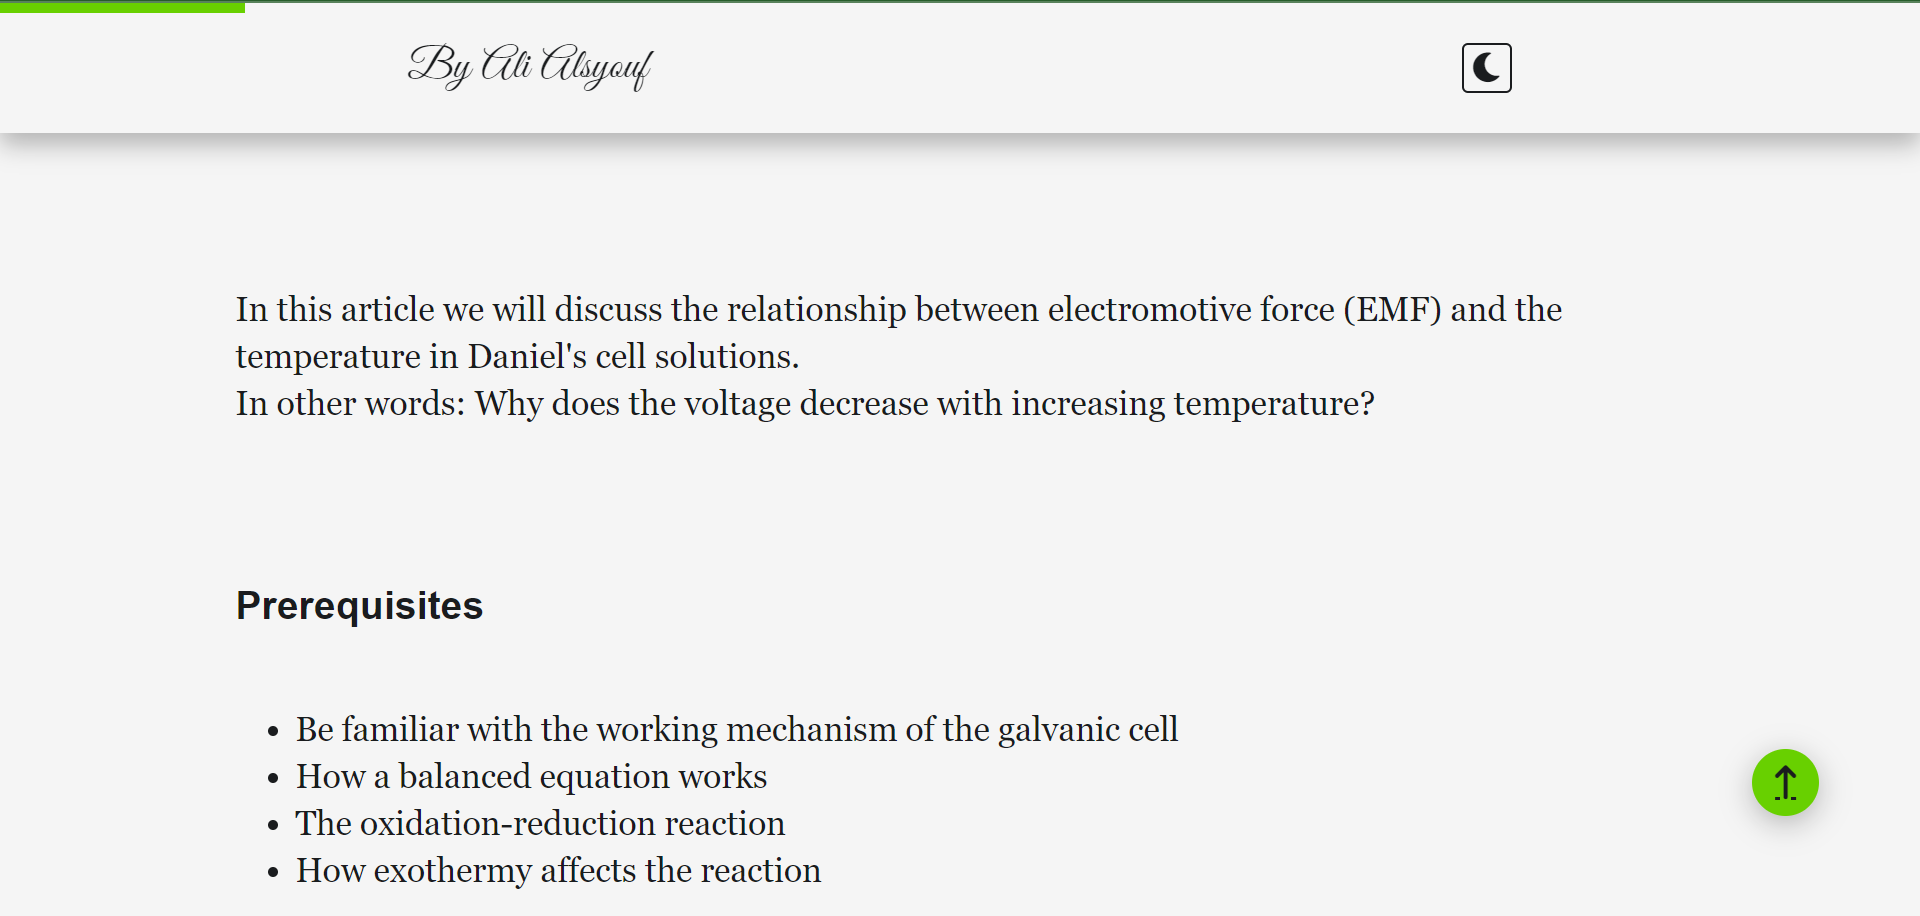 By Ali Alsyouf
In this article we will discuss the relationship between electromotive force (EMF) and the
temperature in Daniel's cell solutions.
In other words: Why does the voltage decrease with increasing temperature?
Prerequisites
• Be familiar with the working mechanism of the galvanic cell
• How a balanced equation works
• The oxidation-reduction reaction
• How exothermy affects the reaction